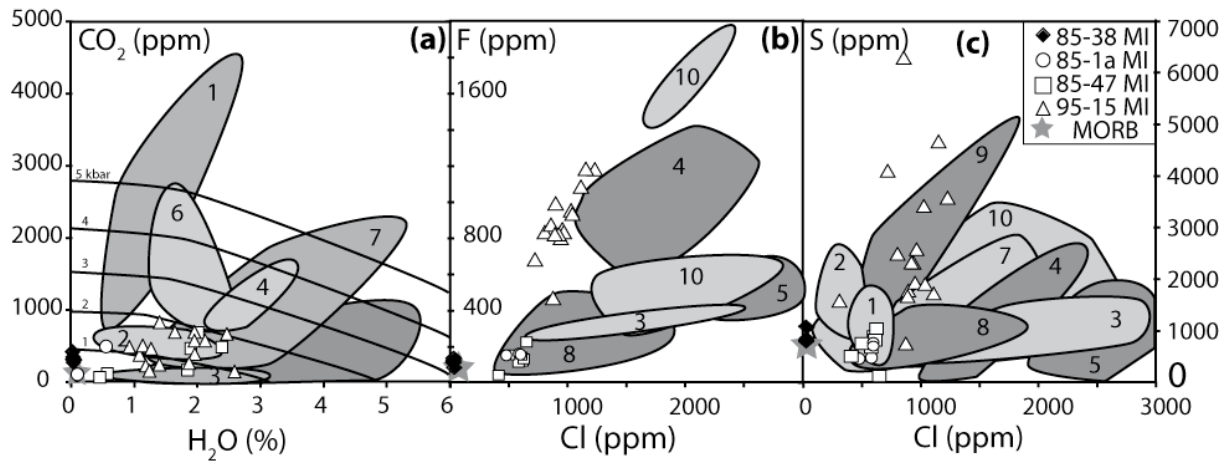 5000
4000
3000
2000
1000
0
CO2 (ppm)
(a)
1
6
7
4
2
5
3
5 kbar
4
3
2
1
0 1 2 3 4 5 6
H2O (%)
F (ppm)
(b)
1600
800
400
10
4
10
5
3
8
1000 2000
Cl (ppm)
S (ppm)
(c)
85-38 MI
85-1a MI
85-47 MI
95-15 MI
MORB
9
10
2
7
4
1
8
3
5
7000
6000
5000
4000
3000
2000
1000
0
0 1000 2000 3000
Cl (ppm)